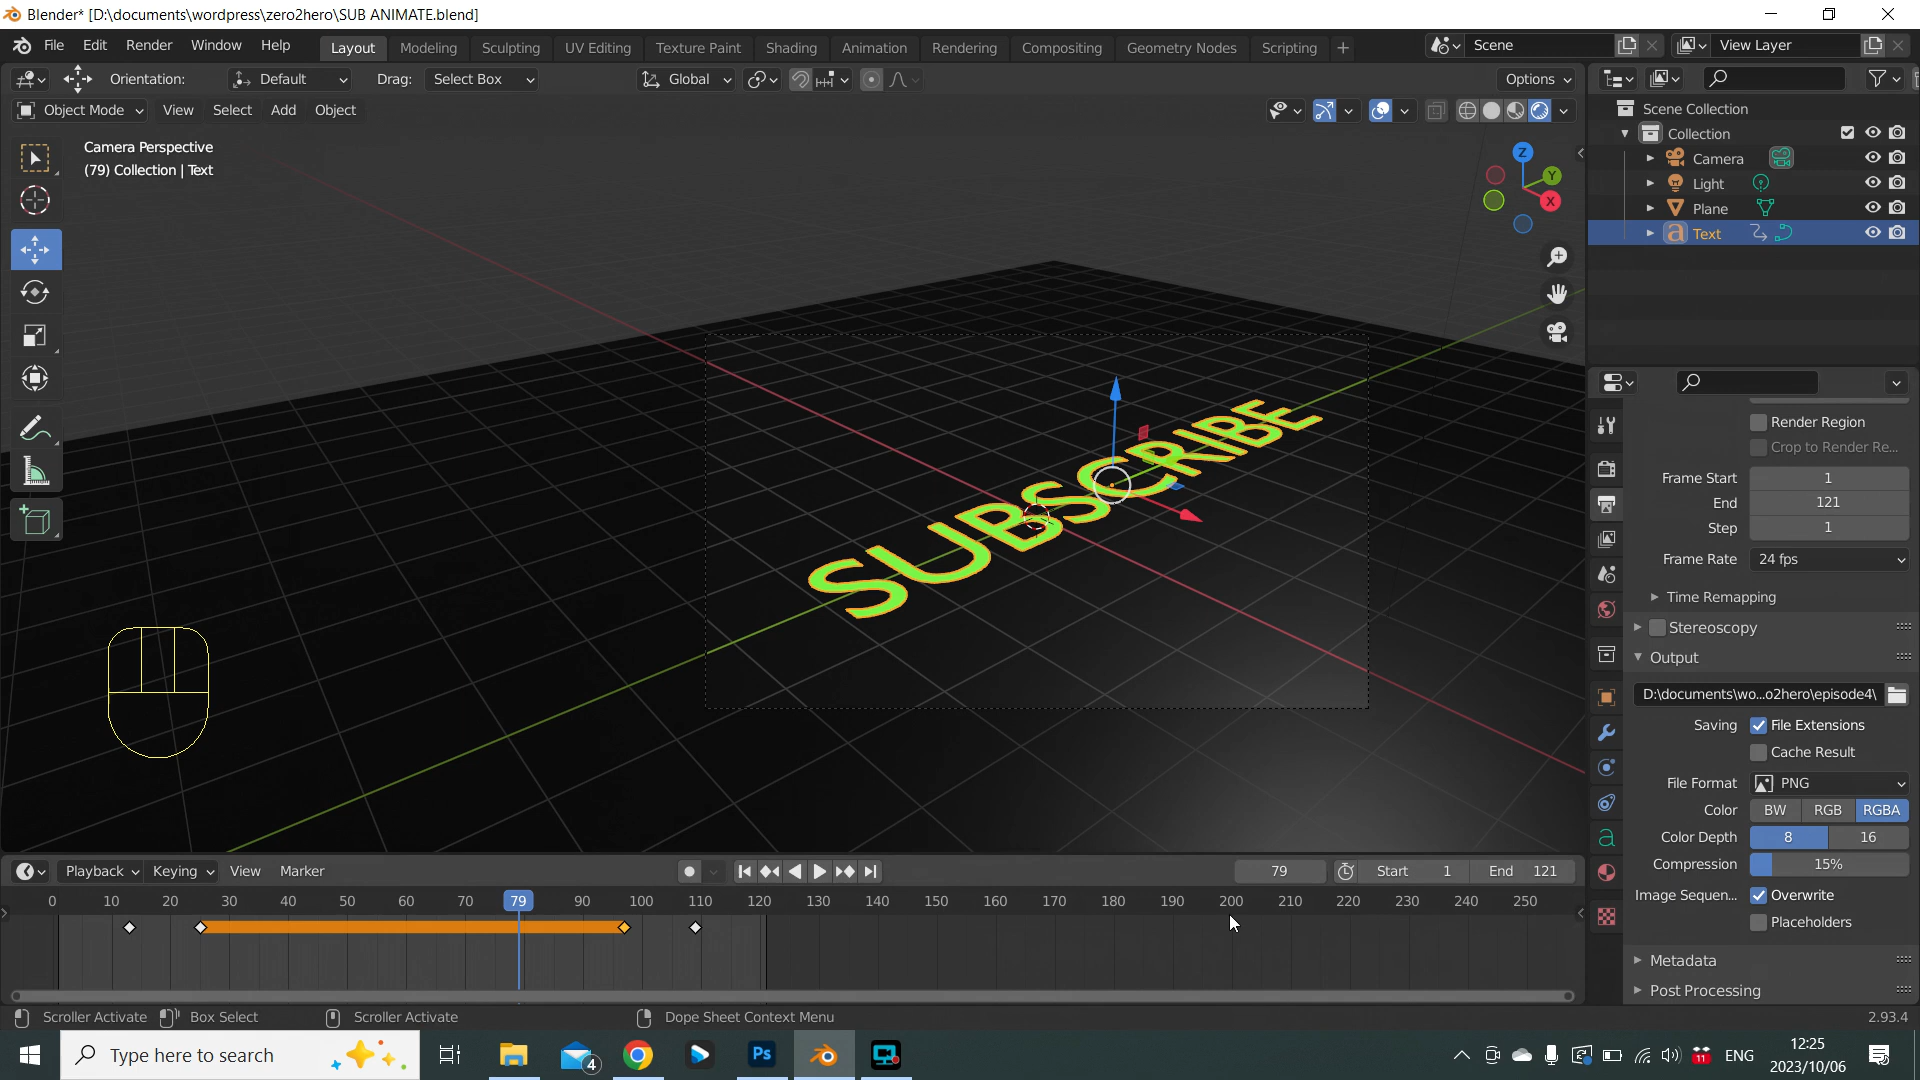 Blender* [D:\documents\wordpress\zero2hero\SUB ANIMATE.blend]
File Edit Render Window Help Layout Modeling Sculpting UV Editing Texture Paint Shading Animation Rendering Compositing Geometry Nodes Scripting + Scene View Layer
Orientation: Default Drag: Select Box Global Options
Object Mode View Select Add Object
Camera Perspective
(79) Collection | Text
Z
Y
X
SUBSCRIBE
Scene Collection
Collection
Camera
Light
Plane
Text
Render Region
Crop to Render Re...
Frame Start 1
End 121
Step 1
Frame Rate 24 fps
Time Remapping
Stereoscopy
Output
D:\documents\wo...o2hero\episode4\
Saving File Extensions
Cache Result
File Format PNG
Color BW RGB RGBA
Color Depth 8 16
Compression 15%
Image Sequen... Overwrite
Placeholders
Metadata
Post Processing
Playback Keying View Marker 79 Start 1 End 121
0 10 20 30 40 50 60 70 79 90 100 110 120 130 140 150 160 170 180 190 200 210 220 230 240 250
Scroller Activate Box Select Scroller Activate Dope Sheet Context Menu 2.93.4
Type here to search 4 Ps 11 ENG 12:25
2023/10/06